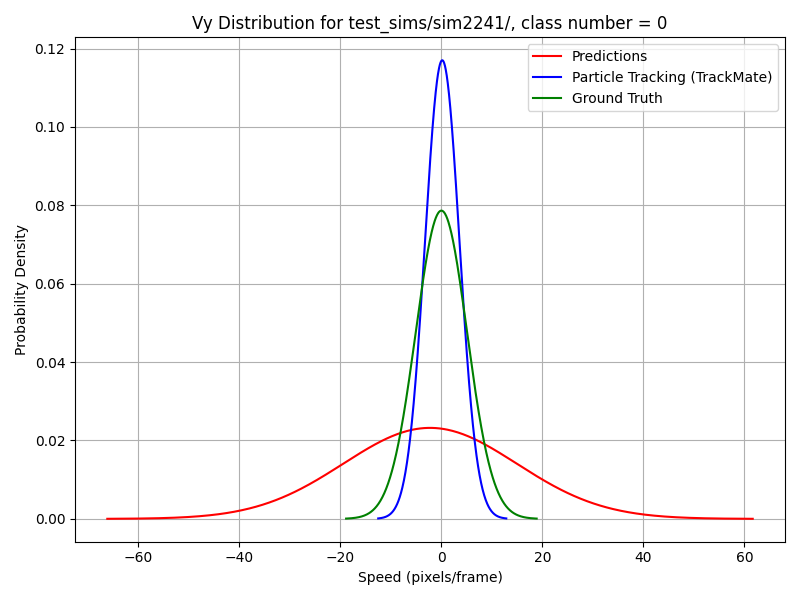 Vy Distribution for test_sims/sim2241/, class number = 0
Predictions
Particle Tracking (TrackMate)
Ground Truth
Probability Density
0.12
0.10
0.08
0.06
0.04
0.02
0.00
−60 −40 −20 0 20 40 60
Speed (pixels/frame)